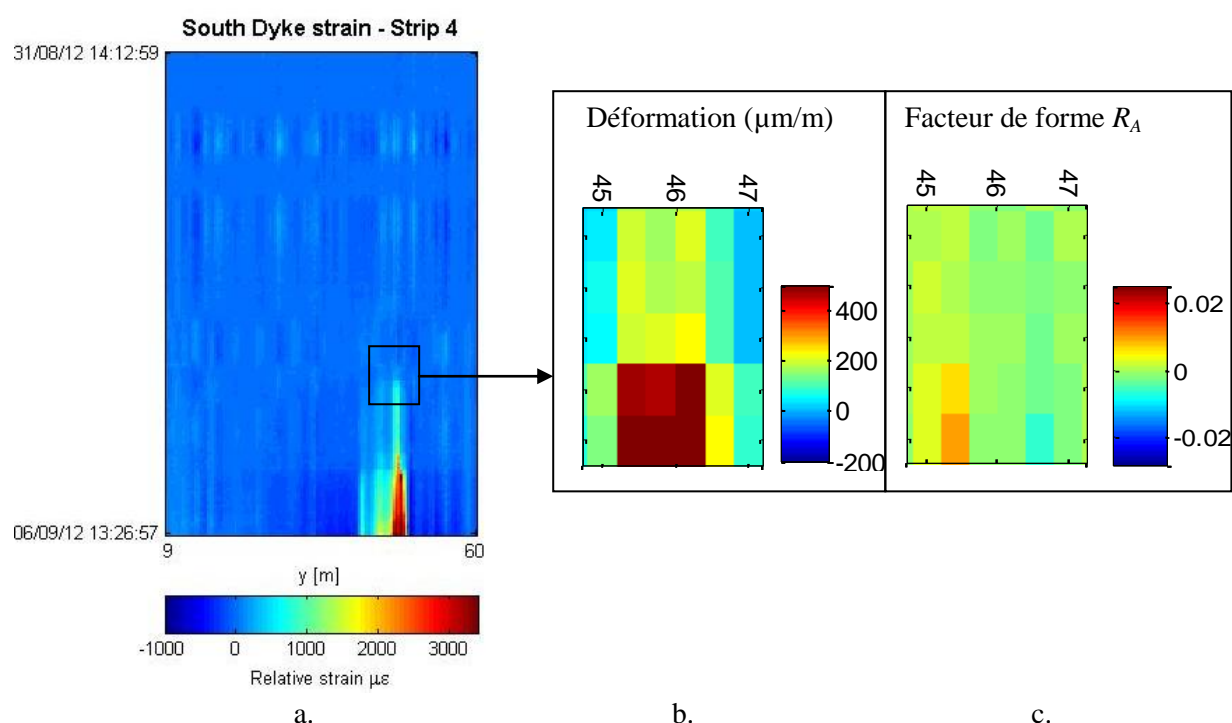 South Dyke strain - Strip 4
31/08/12 14:12:59
06/09/12 13:26:57
9 60
y [m]
-1000 0 1000 2000 3000
Relative strain µε
a.
Déformation (µm/m)
45 46 47
400
200
0
-200
b.
Facteur de forme R_A
45 46 47
0.02
0
-0.02
c.